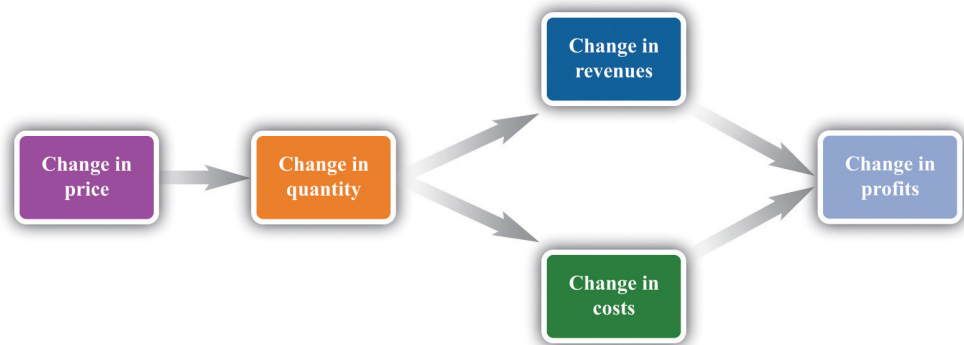 Change in
price
Change in
quantity
Change in
revenues
Change in
costs
Change in
profits